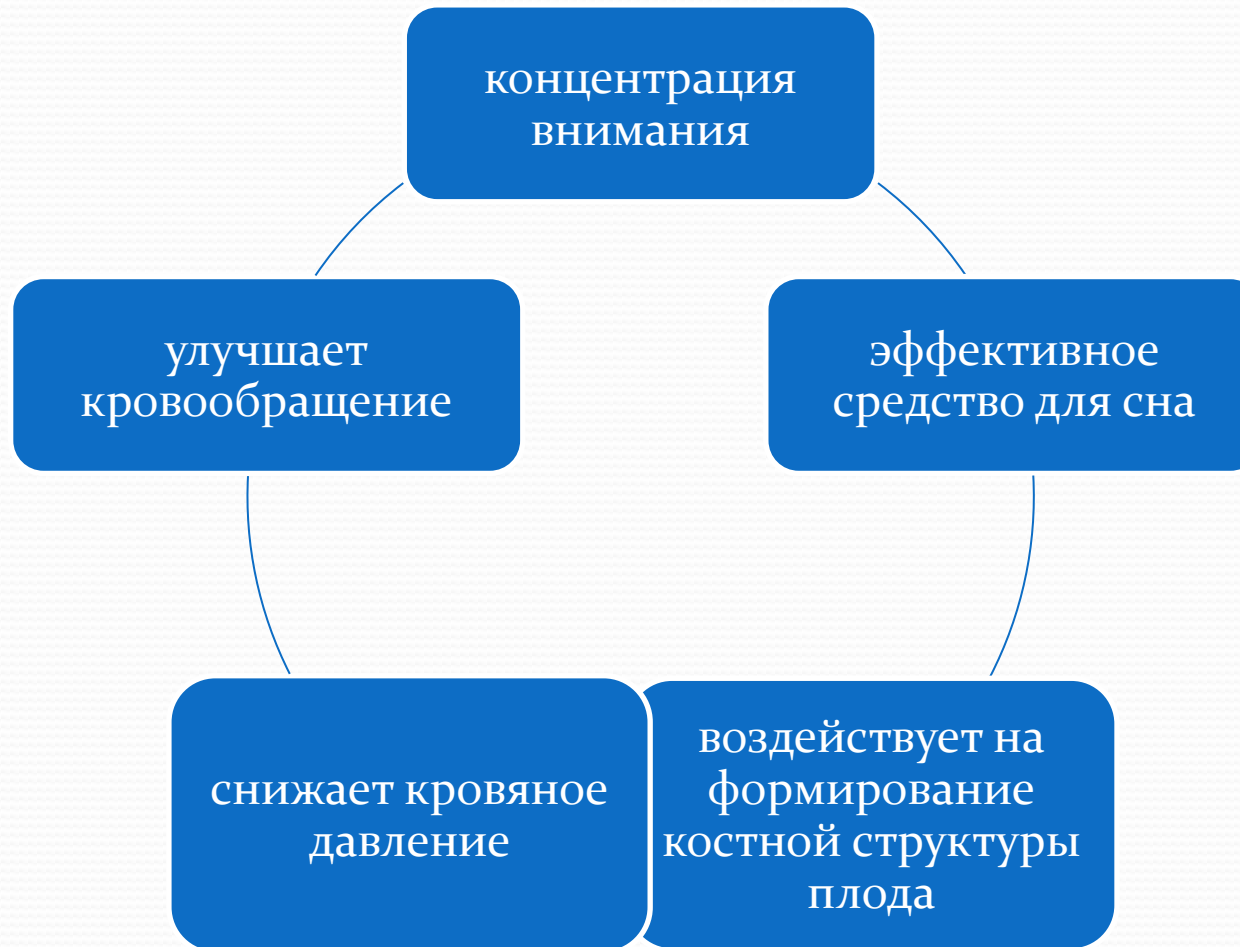 концентрация
внимания
улучшает
кровообращение
эффективное
средство для сна
снижает кровяное
давление
воздействует на
формирование
костной структуры
плода